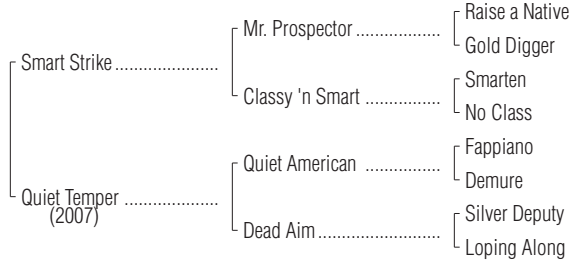 Raise a Native
Mr. Prospector ..................
Gold Digger
Smart Strike ......................
Smarten
Classy 'n Smart ................
No Class
Fappiano
Quiet American ................
Demure
Quiet Temper ....................
(2007)
Silver Deputy
Dead Aim ..........................
Loping Along